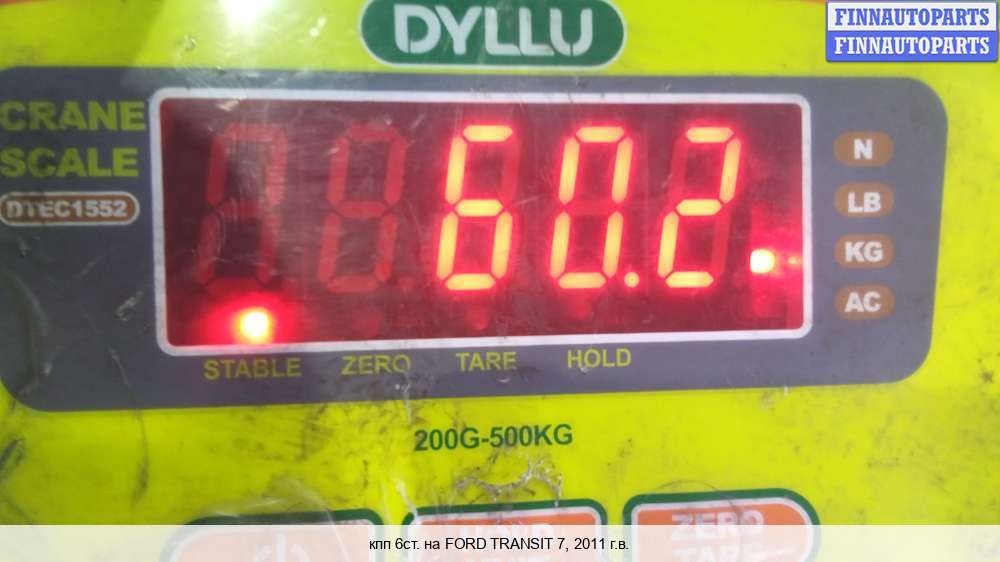 DYLLU
FINNAUTOPARTS
FINNAUTOPARTS
CRANE
SCALE
DTEC1552
60.2
N
LB
KG
AC
STABLE ZERO TARE HOLD
200G-500KG
ZERO
TARE
кпп 6ст. на FORD TRANSIT 7, 2011 г.в.